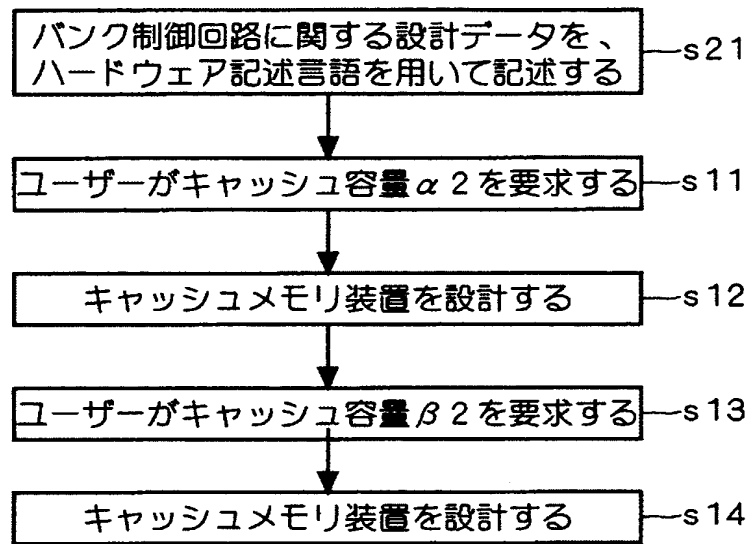 バンク制御回路に関する設計データを、
ハードウェア記述言語を用いて記述する
s21
ユーザーがキャッシュ容量α2を要求する
s11
キャッシュメモリ装置を設計する
s12
ユーザーがキャッシュ容量β2を要求する
s13
キャッシュメモリ装置を設計する
s14